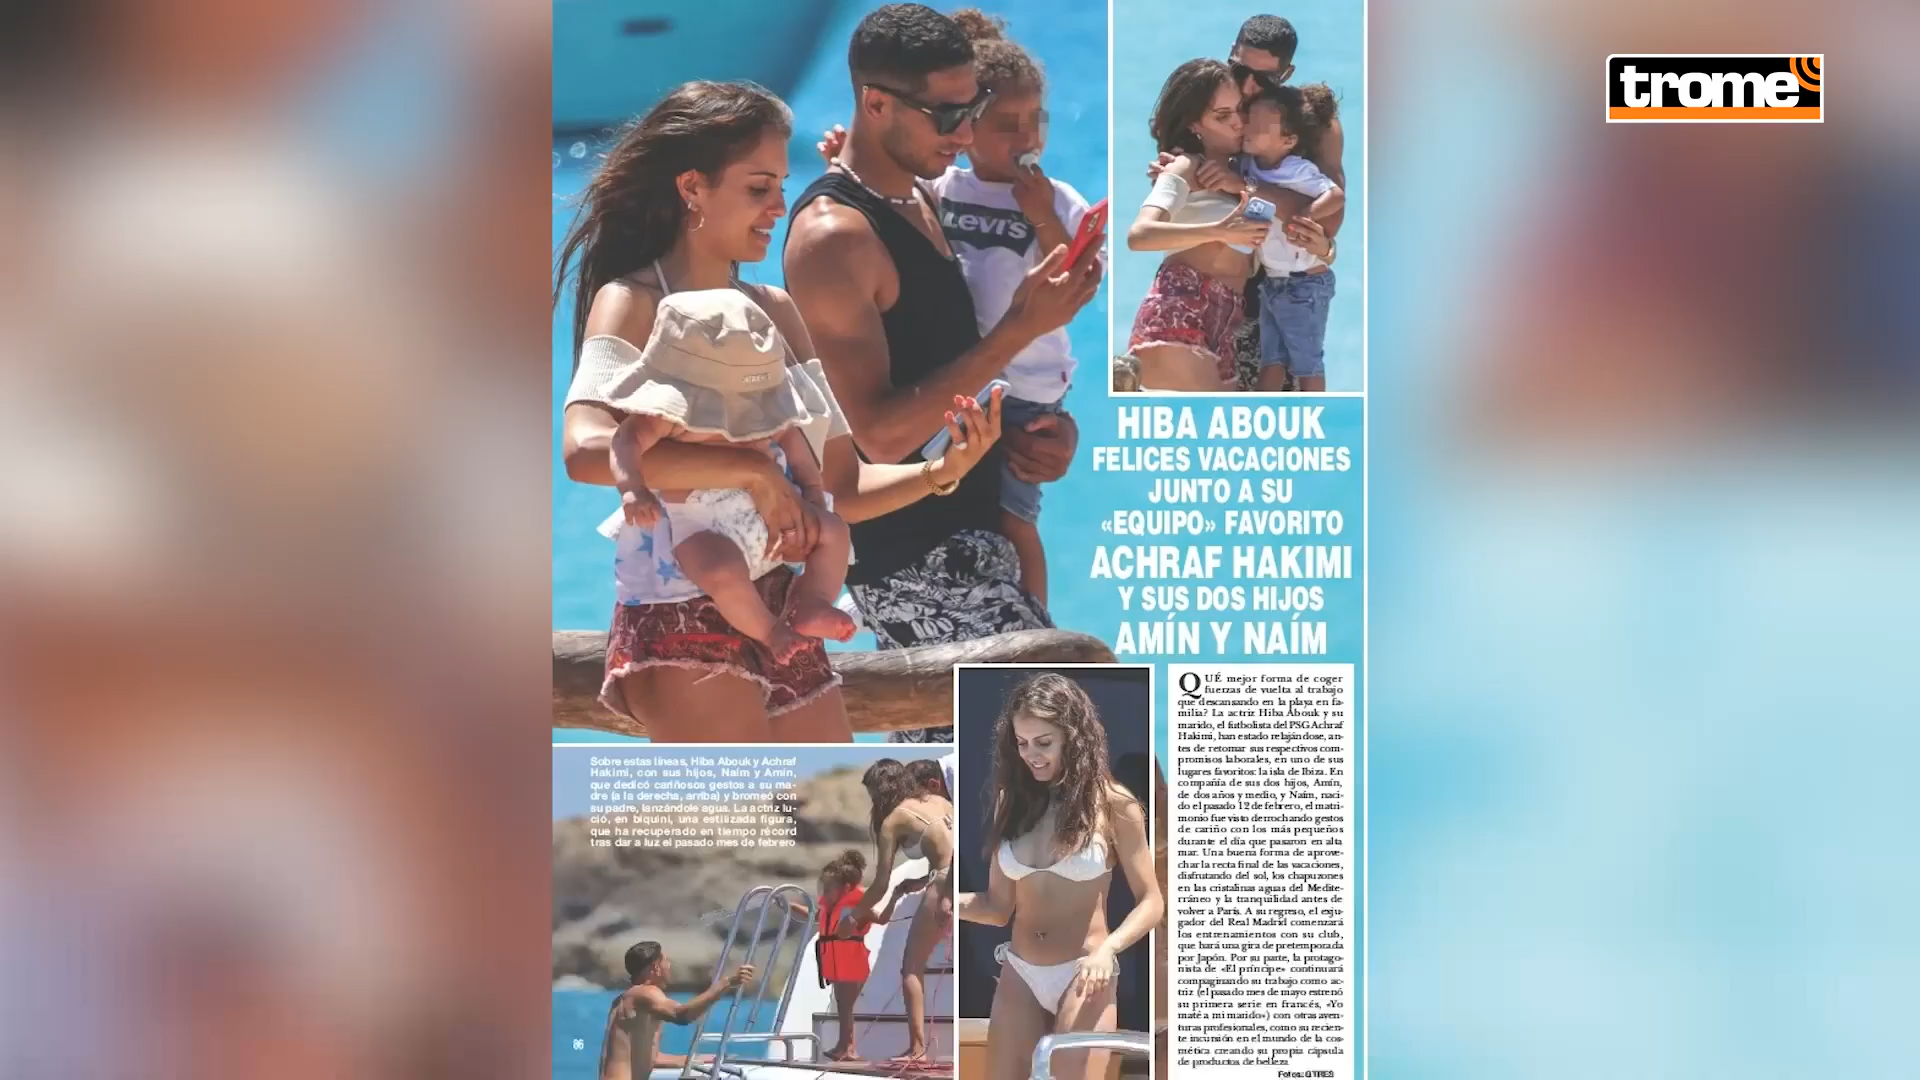 trome
LEVI'S
HIBA ABOUK
FELICES VACACIONES
JUNTO A SU
«EQUIPO» FAVORITO
ACHRAF HAKIMI
Y SUS DOS HIJOS
AMÍN Y NAÍM
QUÉ mejor forma de coger
fuerzas de vuelta al trabajo
que descansando en la playa en fa-
milia? La actriz Hiba Abouk y su
marido, el futbolista del PSG Achraf
Hakimi, han estado relajándose, an-
tes de retomar sus respectivos com-
promisos laborales, en uno de sus
lugares favoritos: la isla de Ibiza. En
compañía de sus dos hijos, Amín,
de dos años y medio, y Naím, naci-
do el pasado 12 de febrero, el matri-
monio fue visto derrochando gestos
de cariño con los más pequeños
durante el día que pasaron en alta
mar. Una buena forma de aprove-
char la recta final de las vacaciones,
disfrutando del sol, los chapuzones
en las cristalinas aguas del Medite-
rráneo y la tranquilidad antes de
volver a París. A su regreso, el exju-
gador del Real Madrid comenzará
los entrenamientos con su club,
que hará una gira de pretemporada
por Japón. Por su parte, la protago-
nista de «El príncipe» continuará
compaginando su trabajo como ac-
triz (el pasado mes de mayo estrenó
su primera serie en francés, «Yo
maté a mi marido») con otras aven-
turas profesionales, como su recien-
te incursión en el mundo de la cos-
mética creando su propia cápsula
de productos de belleza
Fotos: GTRES
Sobre estas líneas, Hiba Abouk y Achraf
Hakimi, con sus hijos, Naím y Amín,
que dedicó cariñosos gestos a su ma-
dre (a la derecha, arriba) y bromeó con
su padre, lanzándole agua. La actriz lu-
ció, en biquini, una estilizada figura,
que ha recuperado en tiempo récord
tras dar a luz el pasado mes de febrero
86